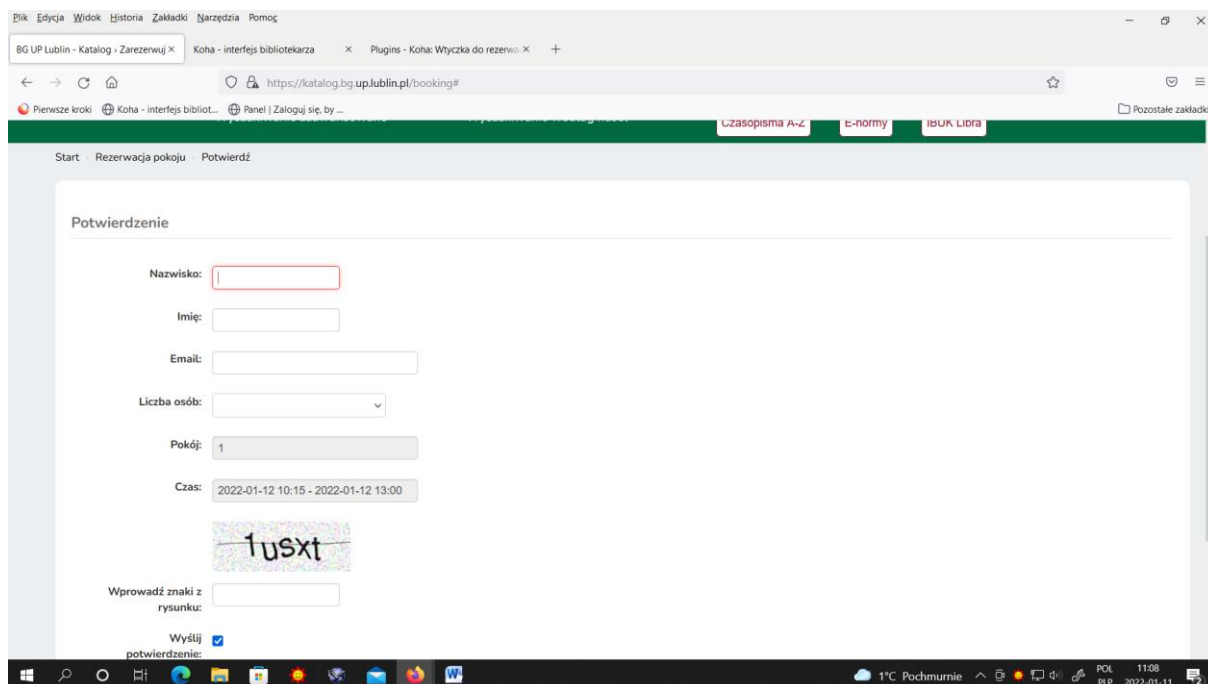 Plik Edycja Widok Historia Zakładki Narzędzia Pomoc
BG UP Lublin - Katalog › Zarezerwuj
Koha - interfejs bibliotekarza
Plugins - Koha: Wtyczka do rezerwa
https://katalog.bg.up.lublin.pl/booking#
Pierwsze kroki Koha - interfejs bibliot... Panel | Zaloguj się, by ... Pozostałe zakładki
Czasopisma A-Z E-normy IBUK Libra
Start Rezerwacja pokoju Potwierdź
Potwierdzenie
Nazwisko:
Imię:
Email:
Liczba osób:
Pokój: 1
Czas: 2022-01-12 10:15 - 2022-01-12 13:00
1usxt
Wprowadź znaki z
rysunku:
Wyślij
potwierdzenie:
1°C Pochmurnie
POL 11:08
PLP 2022-01-11